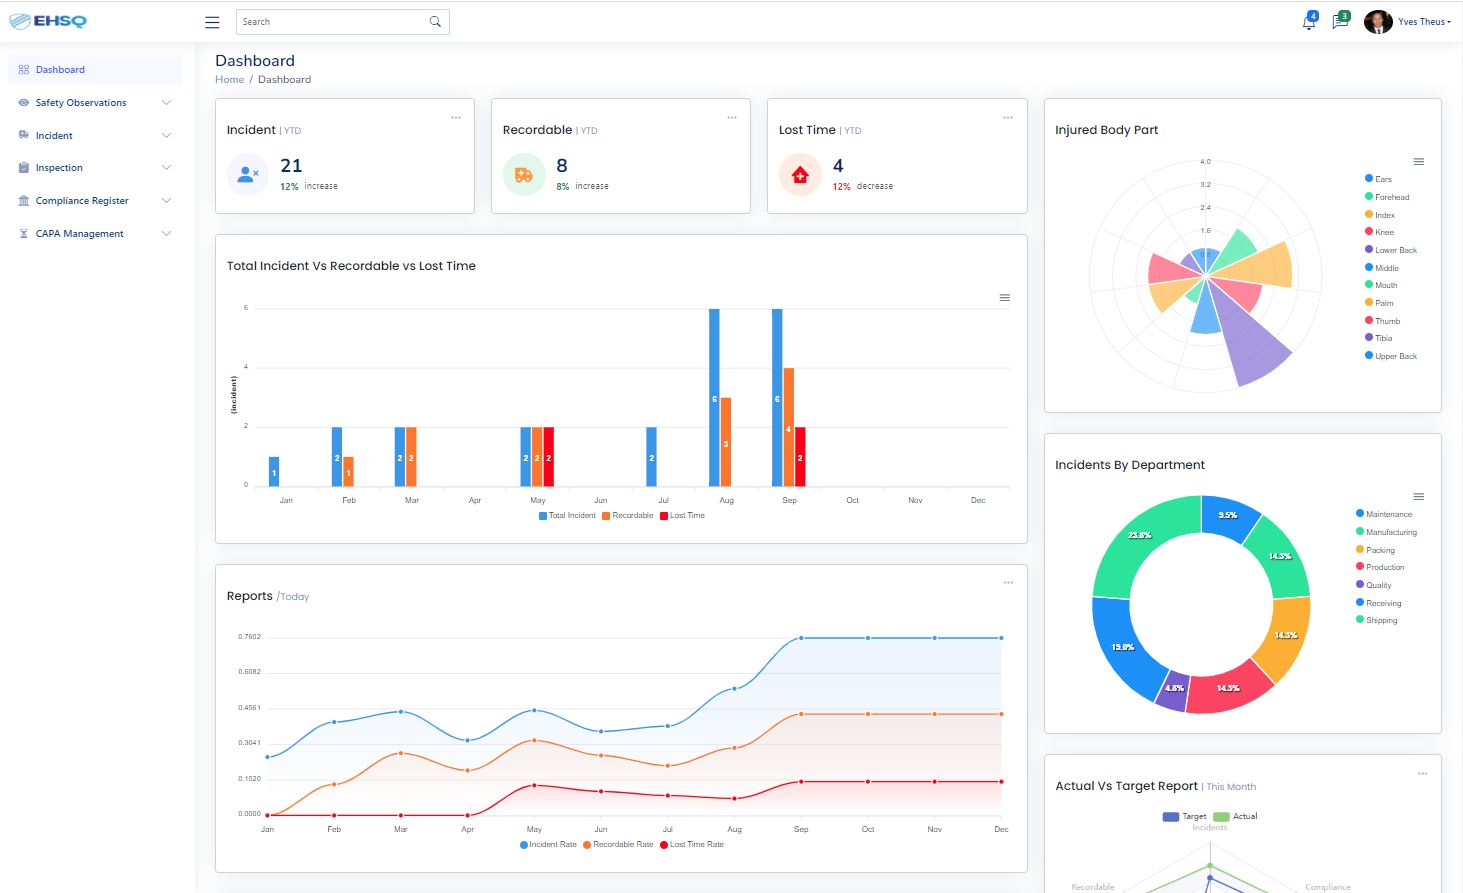 EHSQ
Search
4
3
Yves Theus
Dashboard
Safety Observations
Incident
Inspection
Compliance Register
CAPA Management
Dashboard
Home / Dashboard
Incident | YTD
21
12% increase
Recordable | YTD
8
8% increase
Lost Time | YTD
4
12% decrease
Total Incident Vs Recordable vs Lost Time
(Incident)
6
4
2
0
1
2
1
2
2
2
2
2
2
6
3
6
4
2
Jan Feb Mar Apr May Jun Jul Aug Sep Oct Nov Dec
Total Incident Recordable Lost Time
Reports /Today
0.7602
0.6082
0.4561
0.3041
0.1520
0.0000
Jan Feb Mar Apr May Jun Jul Aug Sep Oct Nov Dec
Incident Rate Recordable Rate Lost Time Rate
Injured Body Part
4.0
3.2
2.4
1.6
0.8
Ears
Forehead
Index
Knee
Lower Back
Middle
Mouth
Palm
Thumb
Tibia
Upper Back
Incidents By Department
9.5%
14.3%
14.3%
14.3%
4.8%
19.0%
23.8%
Maintenance
Manufacturing
Packing
Production
Quality
Receiving
Shipping
Actual Vs Target Report | This Month
Target Actual
Incidents
Recordable
Compliance